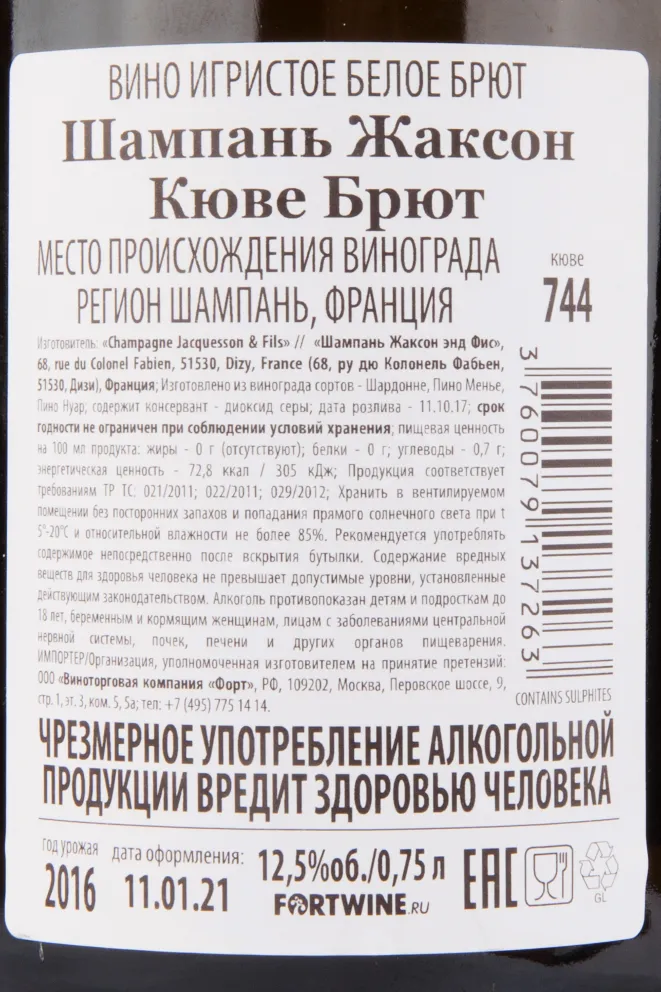 ВИНО ИГРИСТОЕ БЕЛОЕ БРЮТ
Шампань Жаксон
Кюве Брют
МЕСТО ПРОИСХОЖДЕНИЯ ВИНОГРАДА
РЕГИОН ШАМПАНЬ, ФРАНЦИЯ
кюве
744
Изготовитель: «Champagne Jacquesson & Fils» // «Шампань Жаксон энд Фис»,
68, rue du Colonel Fabien, 51530, Dizy, France (68, ру дю Колонель Фабьен,
51530, Дизи), Франция; Изготовлено из винограда сортов - Шардонне, Пино Менье,
Пино Нуар; содержит консервант - диоксид серы; дата розлива - 11.10.17; срок
годности не ограничен при соблюдении условий хранения; пищевая ценность
на 100 мл продукта: жиры - 0 г (отсутствуют); белки - 0 г; углеводы - 0,7 г;
энергетическая ценность - 72,8 ккал / 305 кДж; Продукция соответствует
требованиям ТР ТС: 021/2011; 022/2011; 029/2012; Хранить в вентилируемом
помещении без посторонних запахов и попадания прямого солнечного света при t
5°-20°C и относительной влажности не более 85%. Рекомендуется употреблять
содержимое непосредственно после вскрытия бутылки. Содержание вредных
веществ для здоровья человека не превышает допустимые уровни, установленные
действующим законодательством. Алкоголь противопоказан детям и подросткам до
18 лет, беременным и кормящим женщинам, лицам с заболеваниями центральной
нервной системы, почек, печени и других органов пищеварения.
ИМПОРТЕР/Организация, уполномоченная изготовителем на принятие претензий:
ООО «Виноторговая компания «Форт», РФ, 109202, Москва, Перовское шоссе, 9,
стр. 1, эт. 3, ком. 5, 5а; тел: +7 (495) 775 14 14.
3 760079 137263
CONTAINS SULPHITES
ЧРЕЗМЕРНОЕ УПОТРЕБЛЕНИЕ АЛКОГОЛЬНОЙ
ПРОДУКЦИИ ВРЕДИТ ЗДОРОВЬЮ ЧЕЛОВЕКА
год урожая
2016
дата оформления:
11.01.21
12,5%об./0,75 л
FORTWINE.RU
EAC
GL